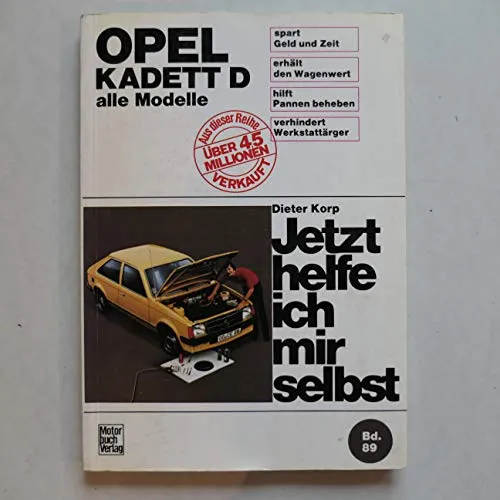 OPEL
KADETT D
alle Modelle
spart
Geld und Zeit
erhält
den Wagenwert
hilft
Pannen beheben
verhindert
Werkstattärger
Aus dieser Reihe
ÜBER 4,5
MILLIONEN
VERKAUFT
Dieter Korp
Jetzt
helfe
ich
mir
selbst
Motor
buch
Verlag
Bd.
89